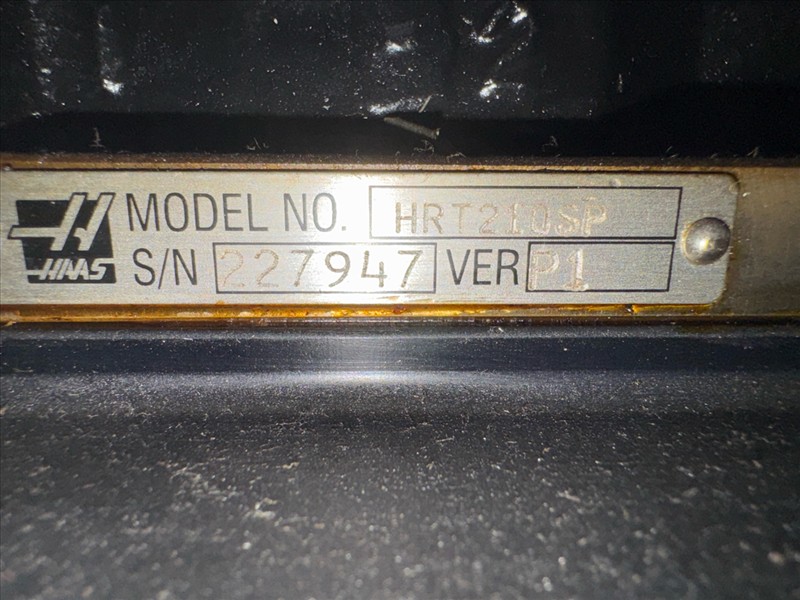 HAAS
MODEL NO. HRT210SP
S/N 227947 VER P1